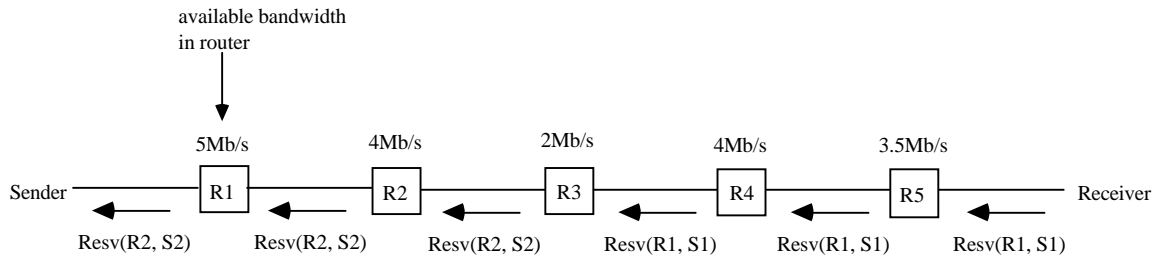 available bandwidth
in router
5Mb/s
4Mb/s
2Mb/s
4Mb/s
3.5Mb/s
Sender
R1
R2
R3
R4
R5
Receiver
Resv(R2, S2)
Resv(R2, S2)
Resv(R2, S2)
Resv(R1, S1)
Resv(R1, S1)
Resv(R1, S1)